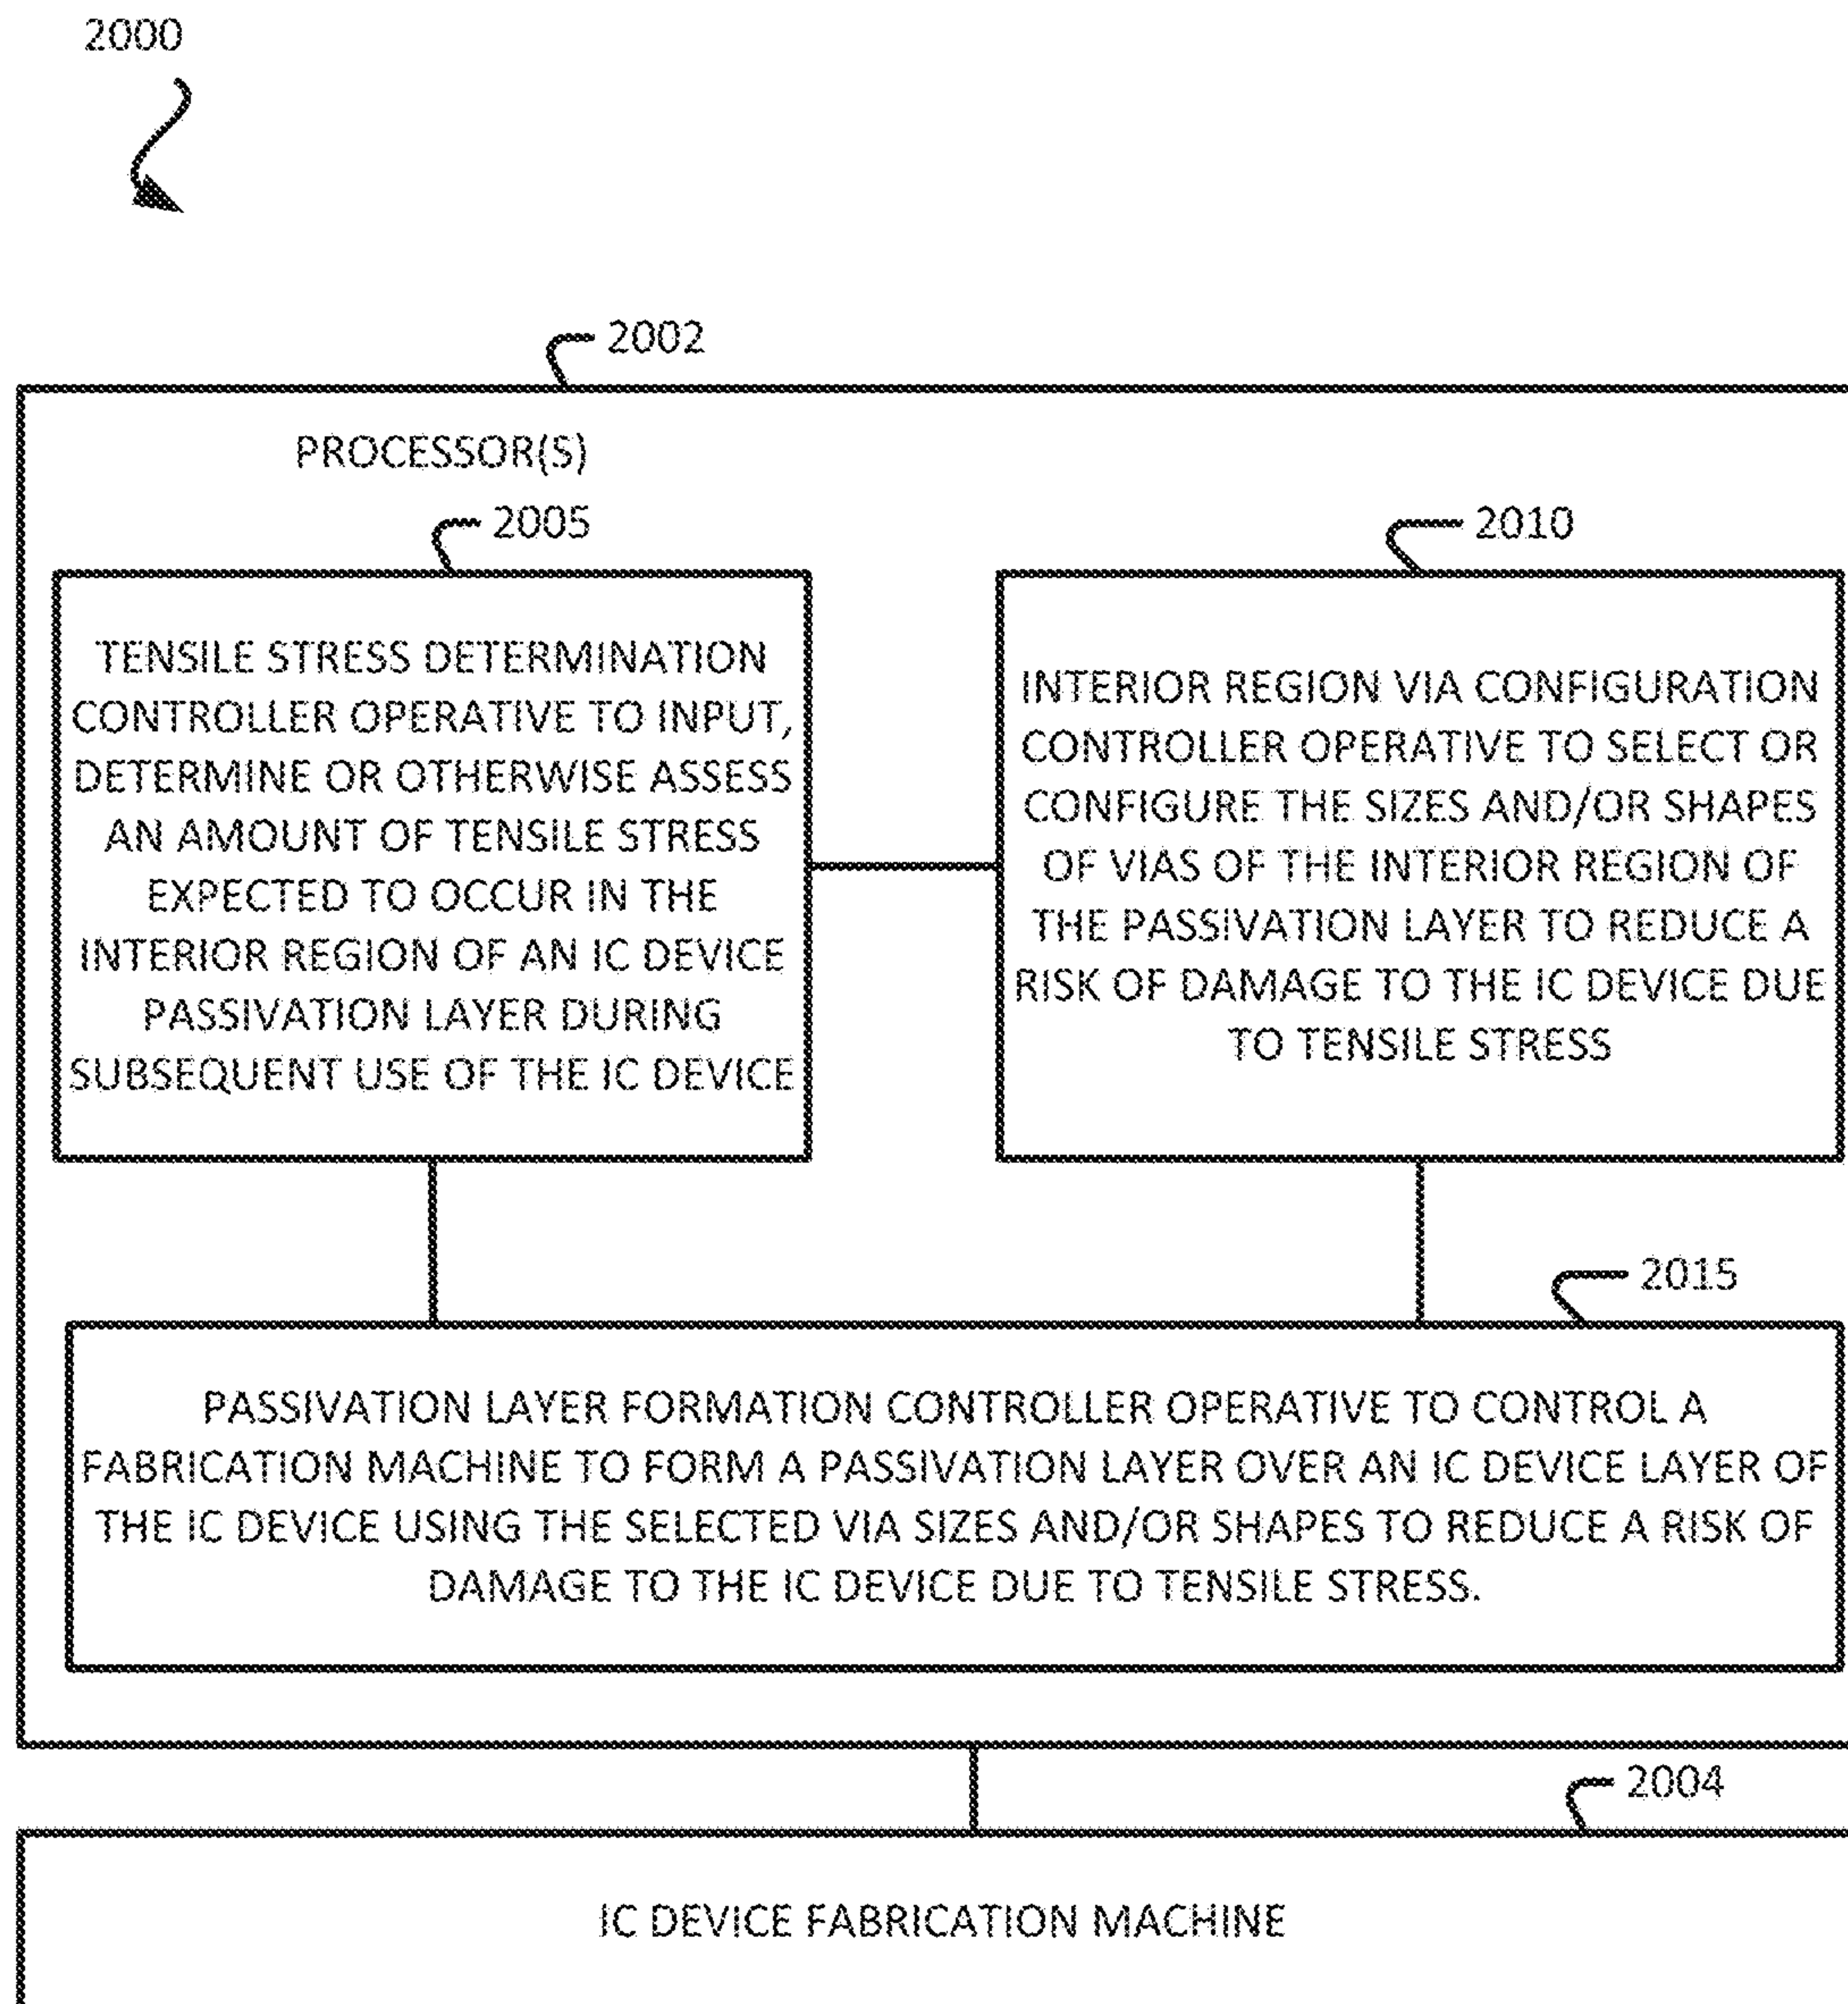 2000
2002
PROCESSOR(S)
2005
TENSILE STRESS DETERMINATION
CONTROLLER OPERATIVE TO INPUT,
DETERMINE OR OTHERWISE ASSESS
AN AMOUNT OF TENSILE STRESS
EXPECTED TO OCCUR IN THE
INTERIOR REGION OF AN IC DEVICE
PASSIVATION LAYER DURING
SUBSEQUENT USE OF THE IC DEVICE
2010
INTERIOR REGION VIA CONFIGURATION
CONTROLLER OPERATIVE TO SELECT OR
CONFIGURE THE SIZES AND/OR SHAPES
OF VIAS OF THE INTERIOR REGION OF
THE PASSIVATION LAYER TO REDUCE A
RISK OF DAMAGE TO THE IC DEVICE DUE
TO TENSILE STRESS
2015
PASSIVATION LAYER FORMATION CONTROLLER OPERATIVE TO CONTROL A
FABRICATION MACHINE TO FORM A PASSIVATION LAYER OVER AN IC DEVICE LAYER OF
THE IC DEVICE USING THE SELECTED VIA SIZES AND/OR SHAPES TO REDUCE A RISK OF
DAMAGE TO THE IC DEVICE DUE TO TENSILE STRESS.
2004
IC DEVICE FABRICATION MACHINE